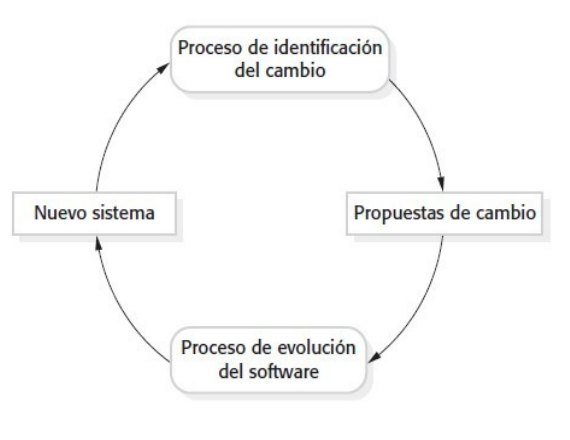 Proceso de identificación
del cambio
Nuevo sistema
Propuestas de cambio
Proceso de evolución
del software